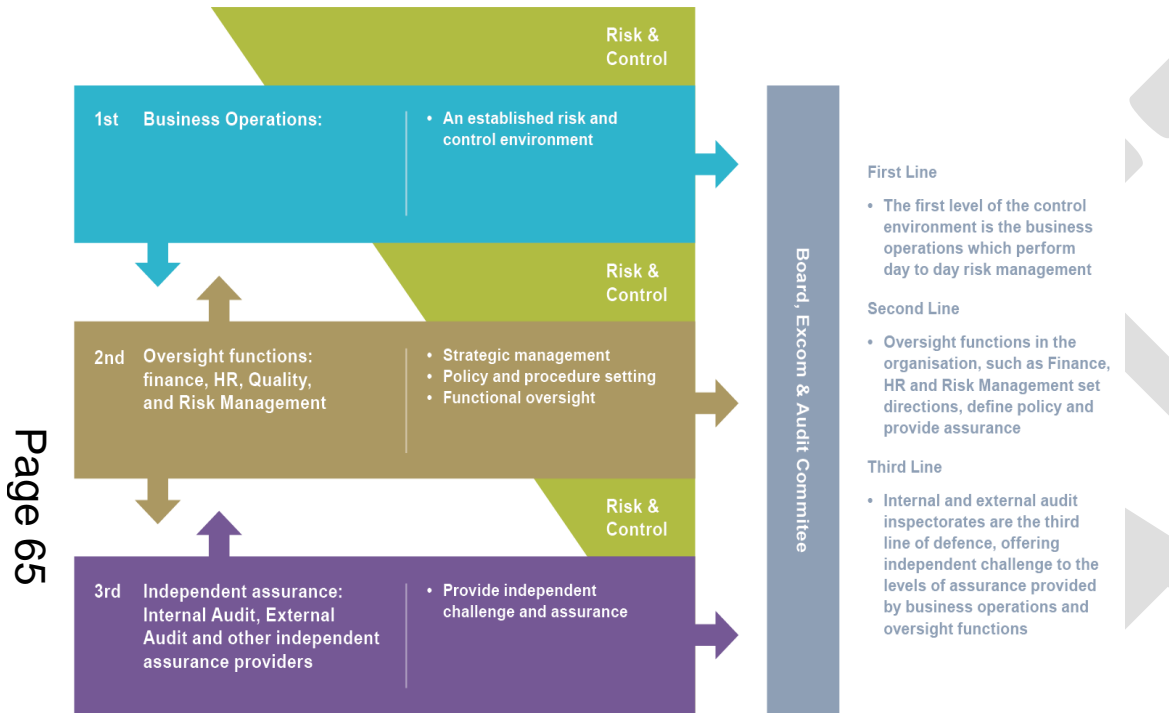 Risk &
Control
1st Business Operations:
• An established risk and
control environment
Risk &
Control
2nd Oversight functions:
finance, HR, Quality,
and Risk Management
• Strategic management
• Policy and procedure setting
• Functional oversight
Risk &
Control
3rd Independent assurance:
Internal Audit, External
Audit and other independent
assurance providers
• Provide independent
challenge and assurance
Board, Excom & Audit Commitee
First Line
• The first level of the control
environment is the business
operations which perform
day to day risk management
Second Line
• Oversight functions in the
organisation, such as Finance,
HR and Risk Management set
directions, define policy and
provide assurance
Third Line
• Internal and external audit
inspectorates are the third
line of defence, offering
independent challenge to the
levels of assurance provided
by business operations and
oversight functions
Page 65